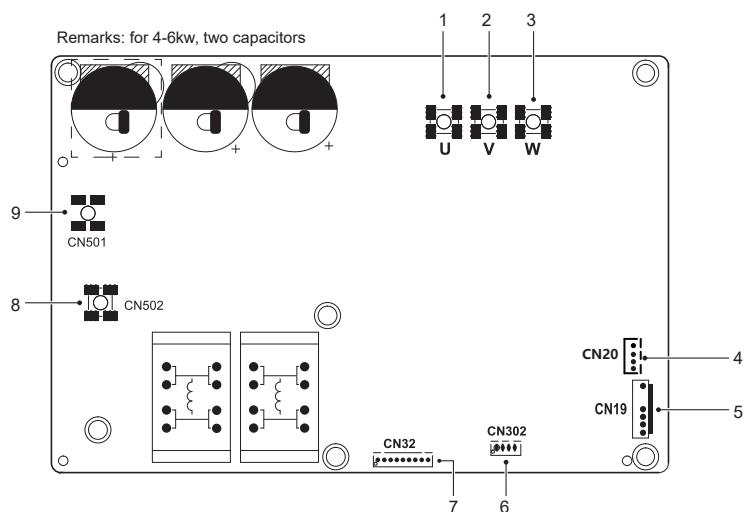 1 2 3
Remarks: for 4-6kw, two capacitors
+ + +
U V W
9
CN501
8 CN502
CN20 4
CN19 5
CN32 CN302
7 6